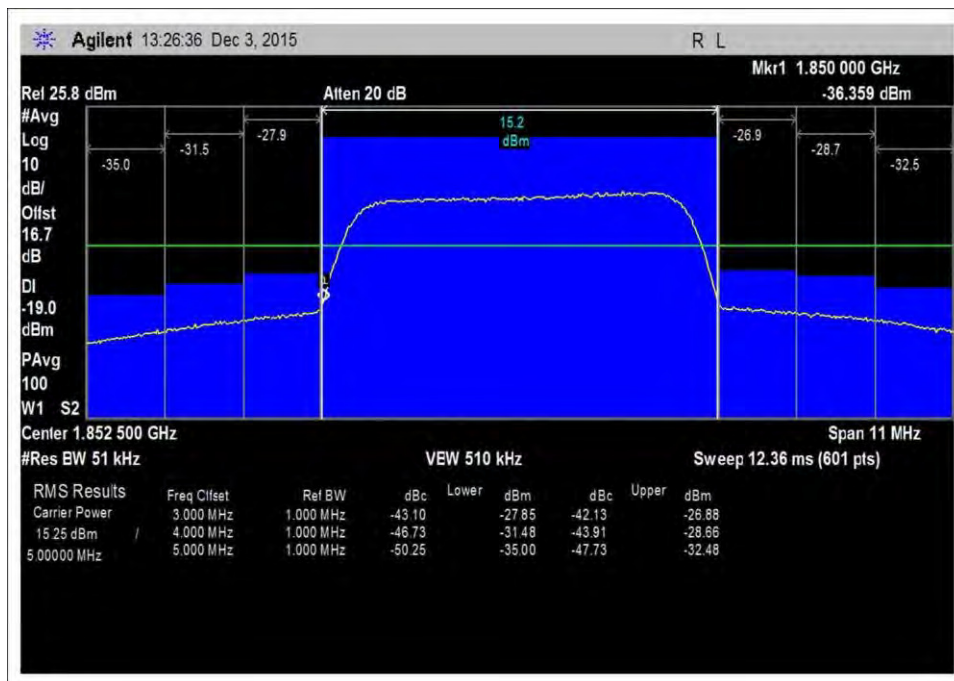 Agilent 13:26:36 Dec 3, 2015 R L
Mkr1 1.850 000 GHz
Ref 25.8 dBm Atten 20 dB -36.359 dBm
#Avg
Log
10
dB/
Offst
16.7
dB
DI
-19.0
dBm
PAvg
100
W1 S2
-35.0 -31.5 -27.9 15.2 dBm -26.9 -28.7 -32.5
1
Center 1.852 500 GHz Span 11 MHz
#Res BW 51 kHz VBW 510 kHz Sweep 12.36 ms (601 pts)
RMS Results Freq Offset Ref BW dBc Lower dBm dBc Upper dBm
Carrier Power 3.000 MHz 1.000 MHz -43.10 -27.85 -42.13 -26.88
15.25 dBm / 4.000 MHz 1.000 MHz -46.73 -31.48 -43.91 -28.66
5.00000 MHz 5.000 MHz 1.000 MHz -50.25 -35.00 -47.73 -32.48